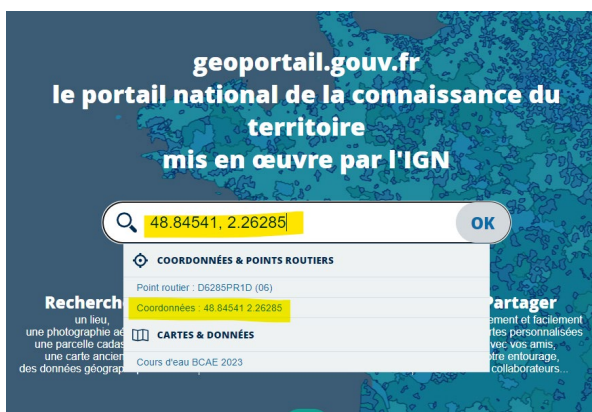 geoportail.gouv.fr
le portail national de la connaissance du
territoire
mis en œuvre par l'IGN
48.84541, 2.26285
OK
COORDONNÉES & POINTS ROUTIERS
Point routier : D6285PR1D (06)
Coordonnées : 48.84541 2.26285
CARTES & DONNÉES
Cours d'eau BCAE 2023
Recherch
un lieu,
une photographie aé
une parcelle cadas
une carte ancien
des données géograp
Partager
ement et facilement
rtes personnalisées
vec vos amis,
otre entourage,
collaborateurs...